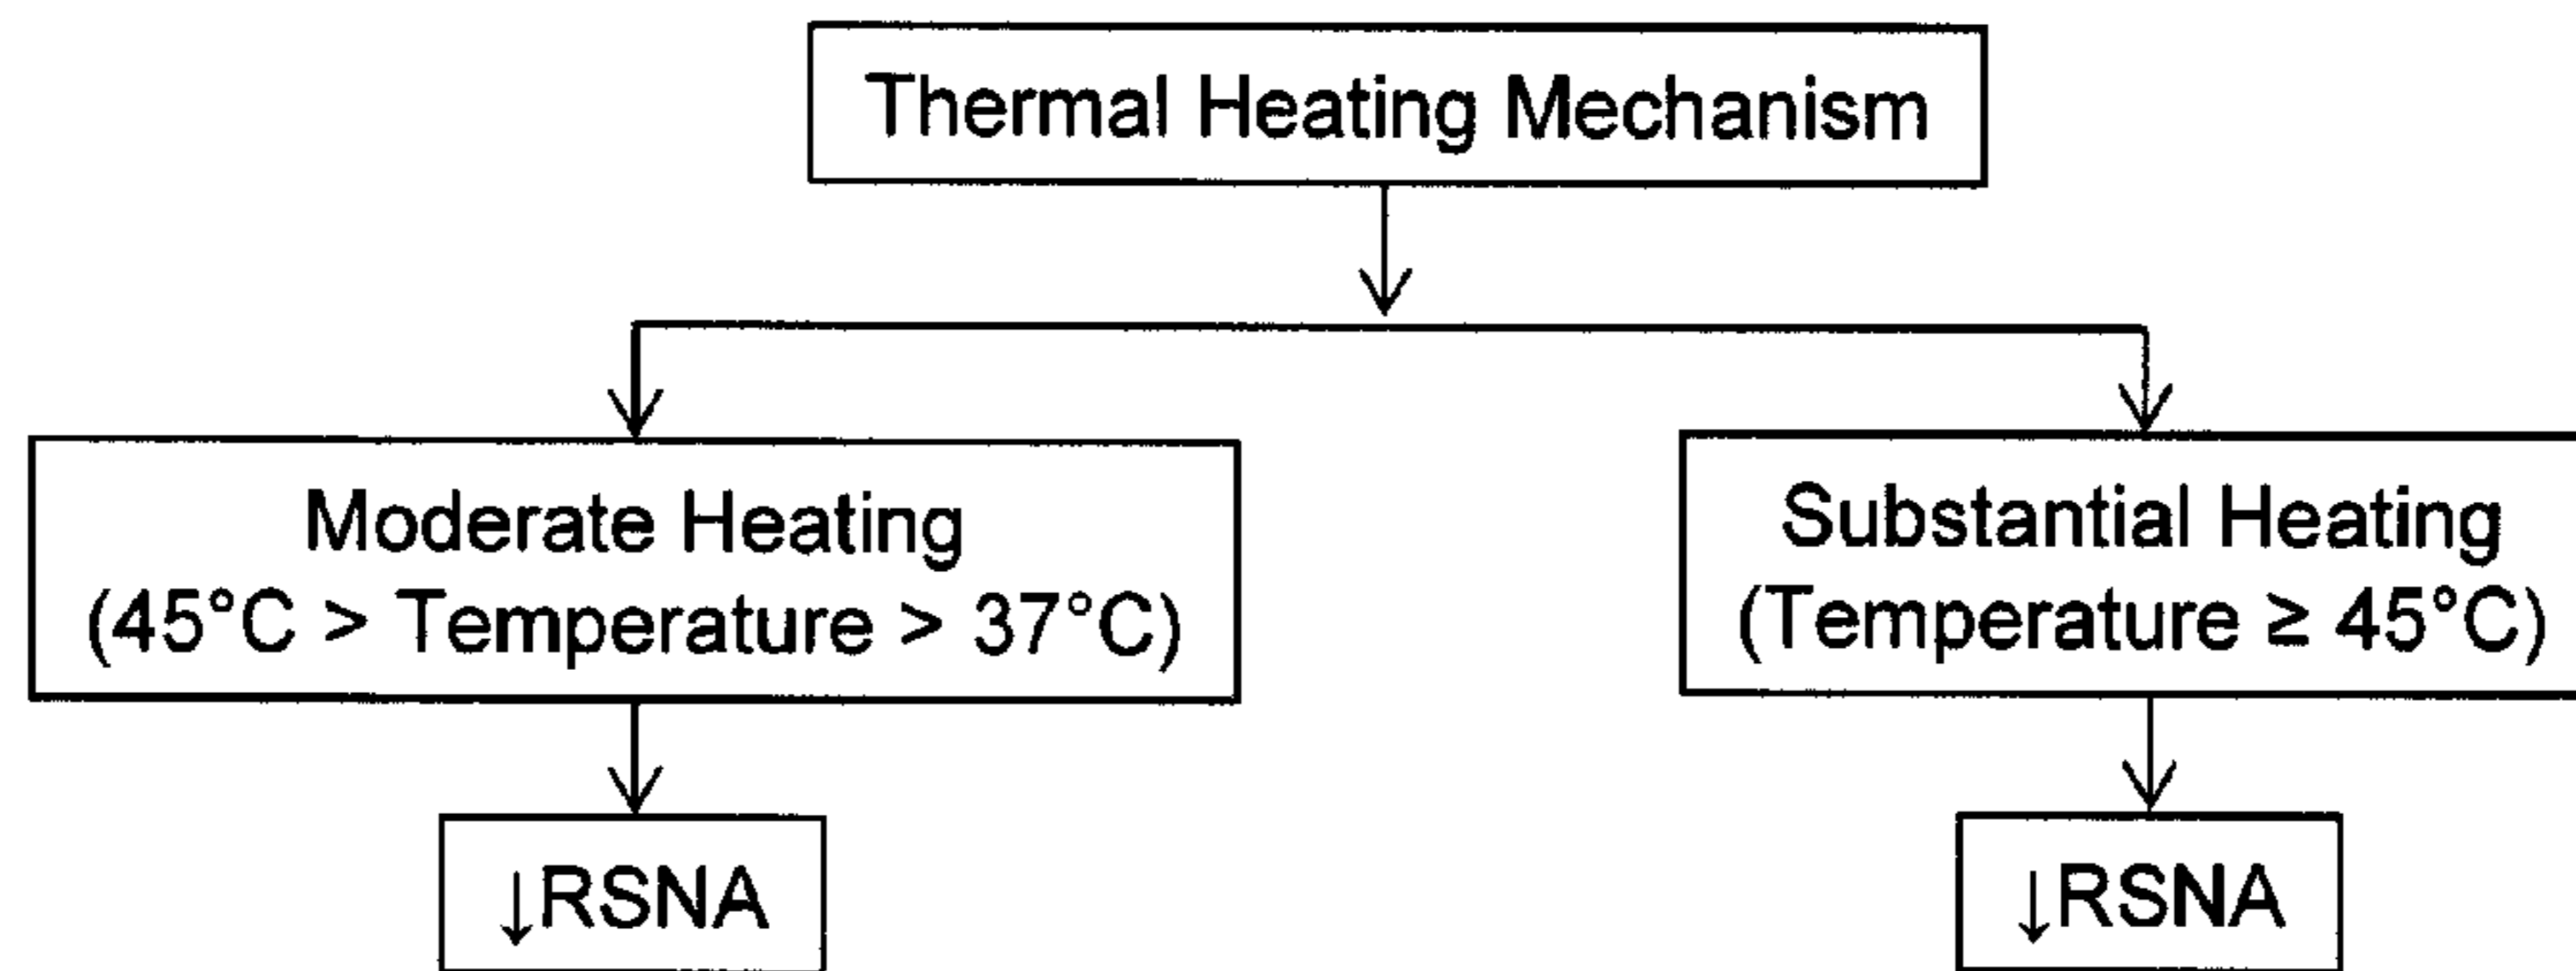 Thermal Heating Mechanism
Moderate Heating
(45°C > Temperature > 37°C)
Substantial Heating
(Temperature ≥ 45°C)
↓RSNA
↓RSNA